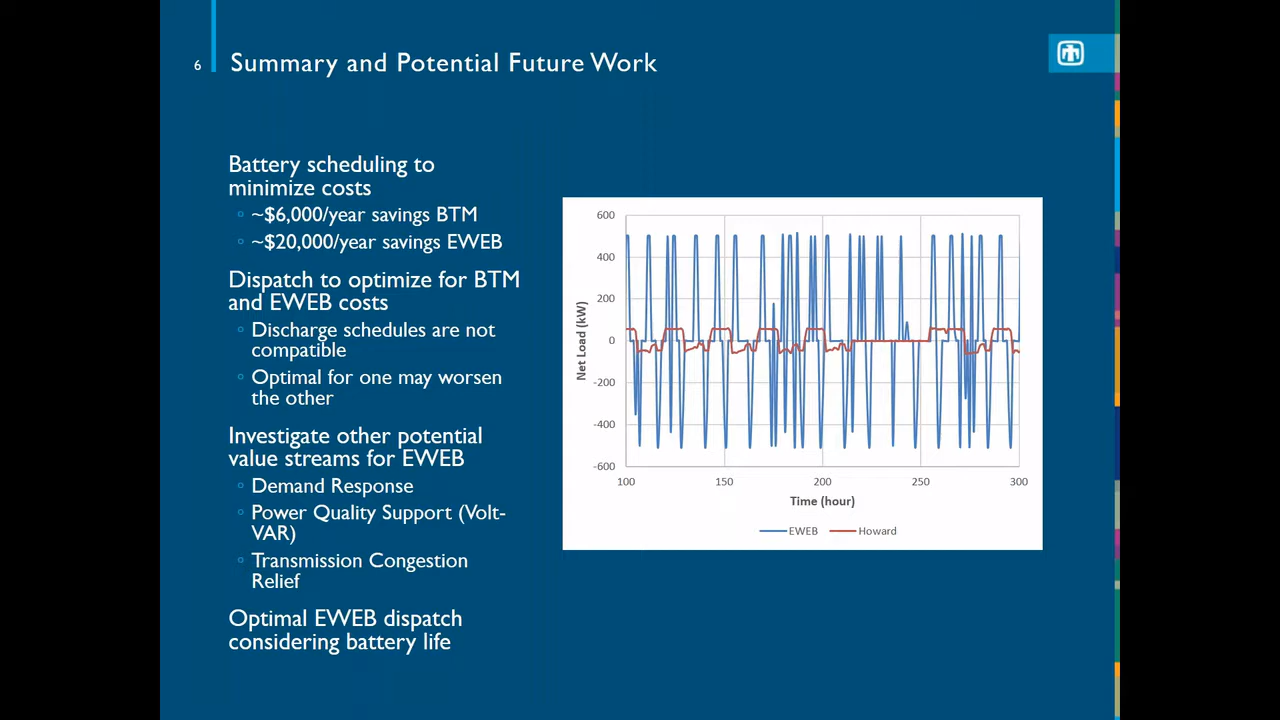 6
Summary and Potential Future Work
Battery scheduling to
minimize costs
~$6,000/year savings BTM
~$20,000/year savings EWEB
Dispatch to optimize for BTM
and EWEB costs
Discharge schedules are not
compatible
Optimal for one may worsen
the other
Investigate other potential
value streams for EWEB
Demand Response
Power Quality Support (Volt-
VAR)
Transmission Congestion
Relief
Optimal EWEB dispatch
considering battery life
Net Load (kW)
600
400
200
0
-200
-400
-600
100 150 200 250 300
Time (hour)
EWEB Howard